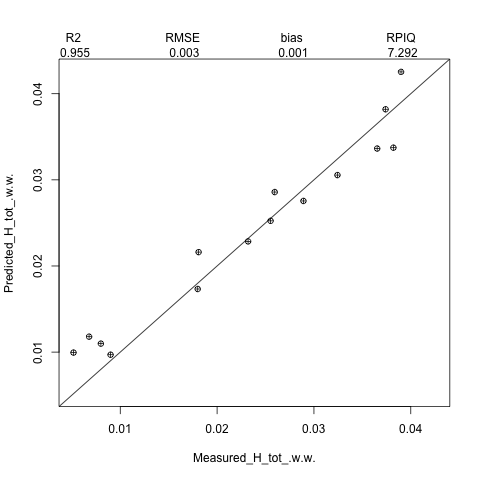 R2 RMSE bias RPIQ
0.955 0.003 0.001 7.292
0.04
0.03
0.02
0.01
Predicted_H_tot_.w.w.
0.01 0.02 0.03 0.04
Measured_H_tot_.w.w.